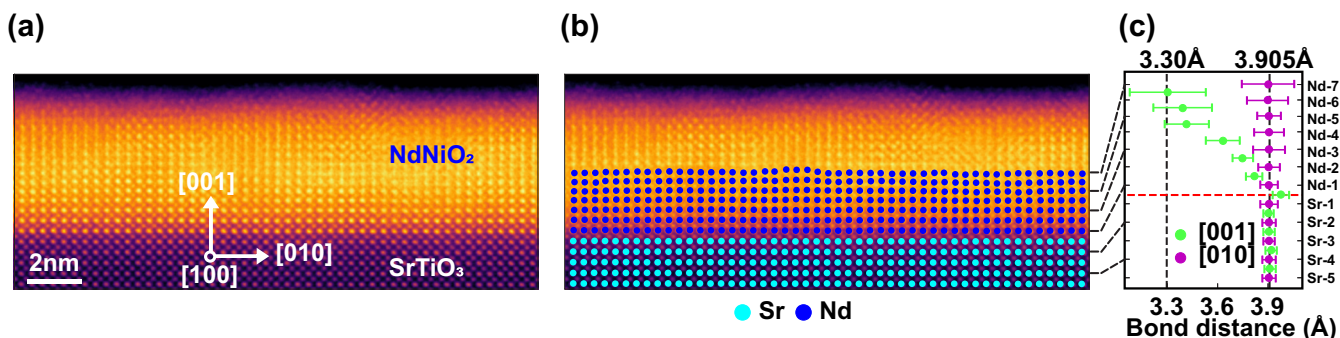 (a)
NdNiO₂
[001]
[010]
[100]
2nm
SrTiO₃
(b)
Sr Nd
(c)
3.30Å 3.905Å
Nd-7
Nd-6
Nd-5
Nd-4
Nd-3
Nd-2
Nd-1
Sr-1
Sr-2
Sr-3
Sr-4
Sr-5
[001]
[010]
3.3 3.6 3.9
Bond distance (Å)